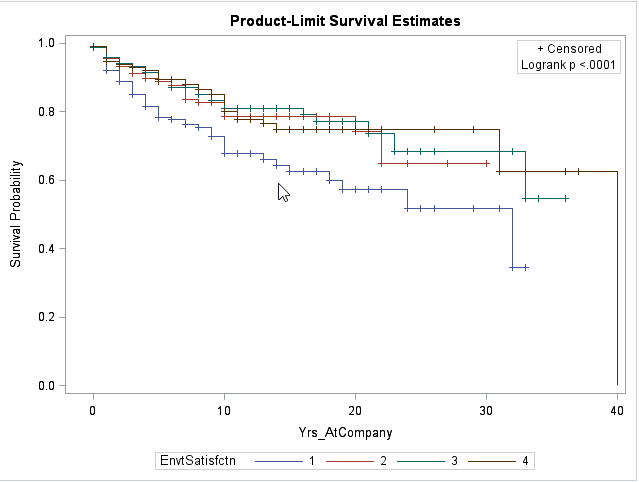 Product-Limit Survival Estimates
+ Censored
Logrank p <.0001
1.0
0.8
0.6
0.4
0.2
0.0
Survival Probability
0 10 20 30 40
Yrs_AtCompany
EnvtSatisfctn 1 2 3 4